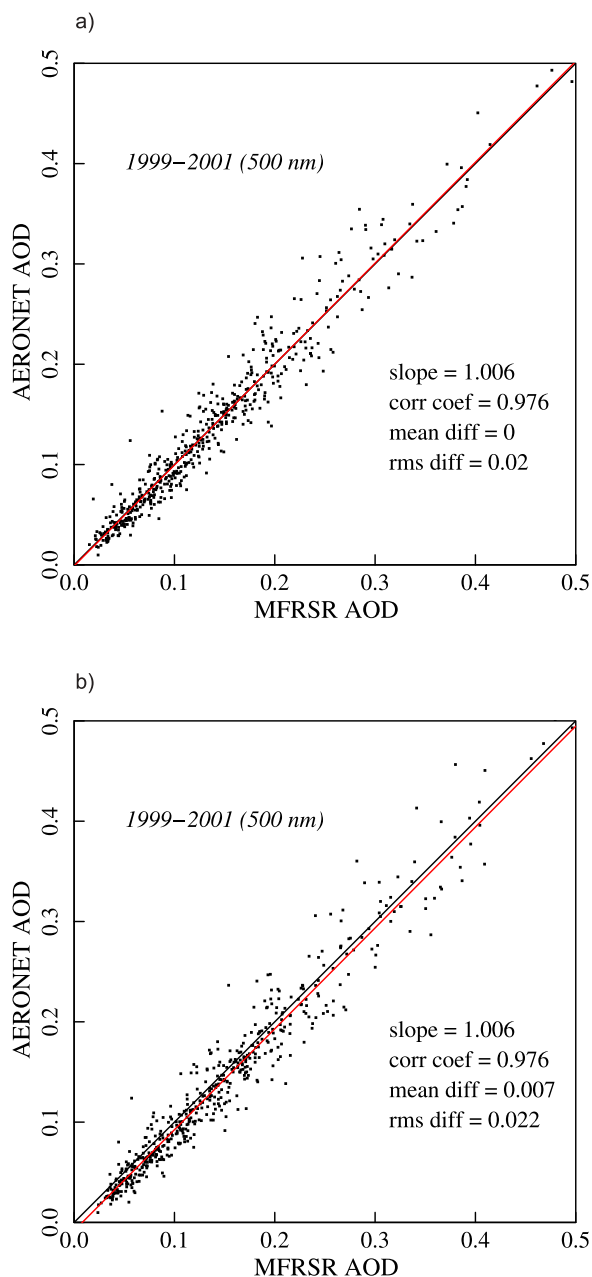 a)
0.5
0.4
0.3
0.2
0.1
0.0
AERONET AOD
1999−2001 (500 nm)
slope = 1.006
corr coef = 0.976
mean diff = 0
rms diff = 0.02
0.0 0.1 0.2 0.3 0.4 0.5
MFRSR AOD
b)
0.5
0.4
0.3
0.2
0.1
0.0
AERONET AOD
1999−2001 (500 nm)
slope = 1.006
corr coef = 0.976
mean diff = 0.007
rms diff = 0.022
0.0 0.1 0.2 0.3 0.4 0.5
MFRSR AOD